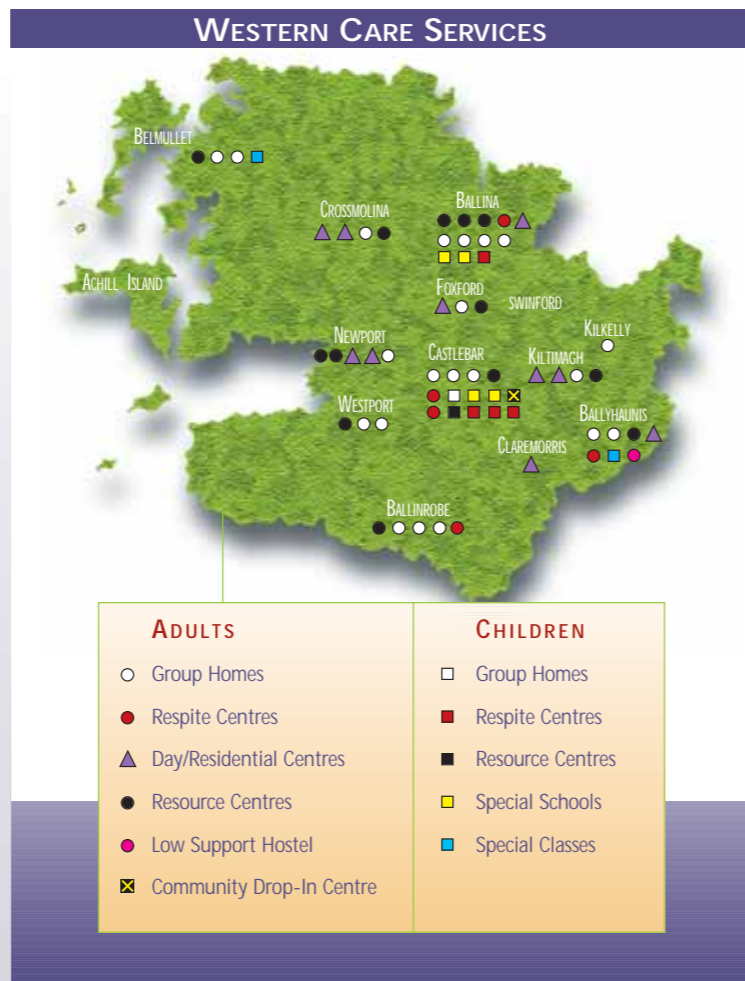 WESTERN CARE SERVICES
BELMULLET
CROSSMOLINA
BALLINA
ACHILL ISLAND
FOXFORD
SWINFORD
KILKELLY
NEWPORT
CASTLEBAR
KILTIMAGH
WESTPORT
BALLYHAUNIS
CLAREMORRIS
BALLINROBE
ADULTS
Group Homes
Respite Centres
Day/Residential Centres
Resource Centres
Low Support Hostel
Community Drop-In Centre
CHILDREN
Group Homes
Respite Centres
Resource Centres
Special Schools
Special Classes